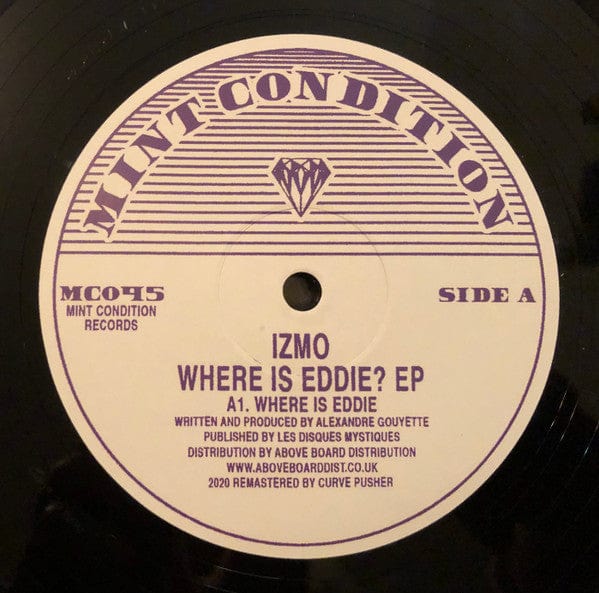 MINT CONDITION
MC045
MINT CONDITION
RECORDS
SIDE A
IZMO
WHERE IS EDDIE? EP
A1. WHERE IS EDDIE
WRITTEN AND PRODUCED BY ALEXANDRE GOUYETTE
PUBLISHED BY LES DISQUES MYSTIQUES
DISTRIBUTION BY ABOVE BOARD DISTRIBUTION
WWW.ABOVEBOARDDIST.CO.UK
2020 REMASTERED BY CURVE PUSHER